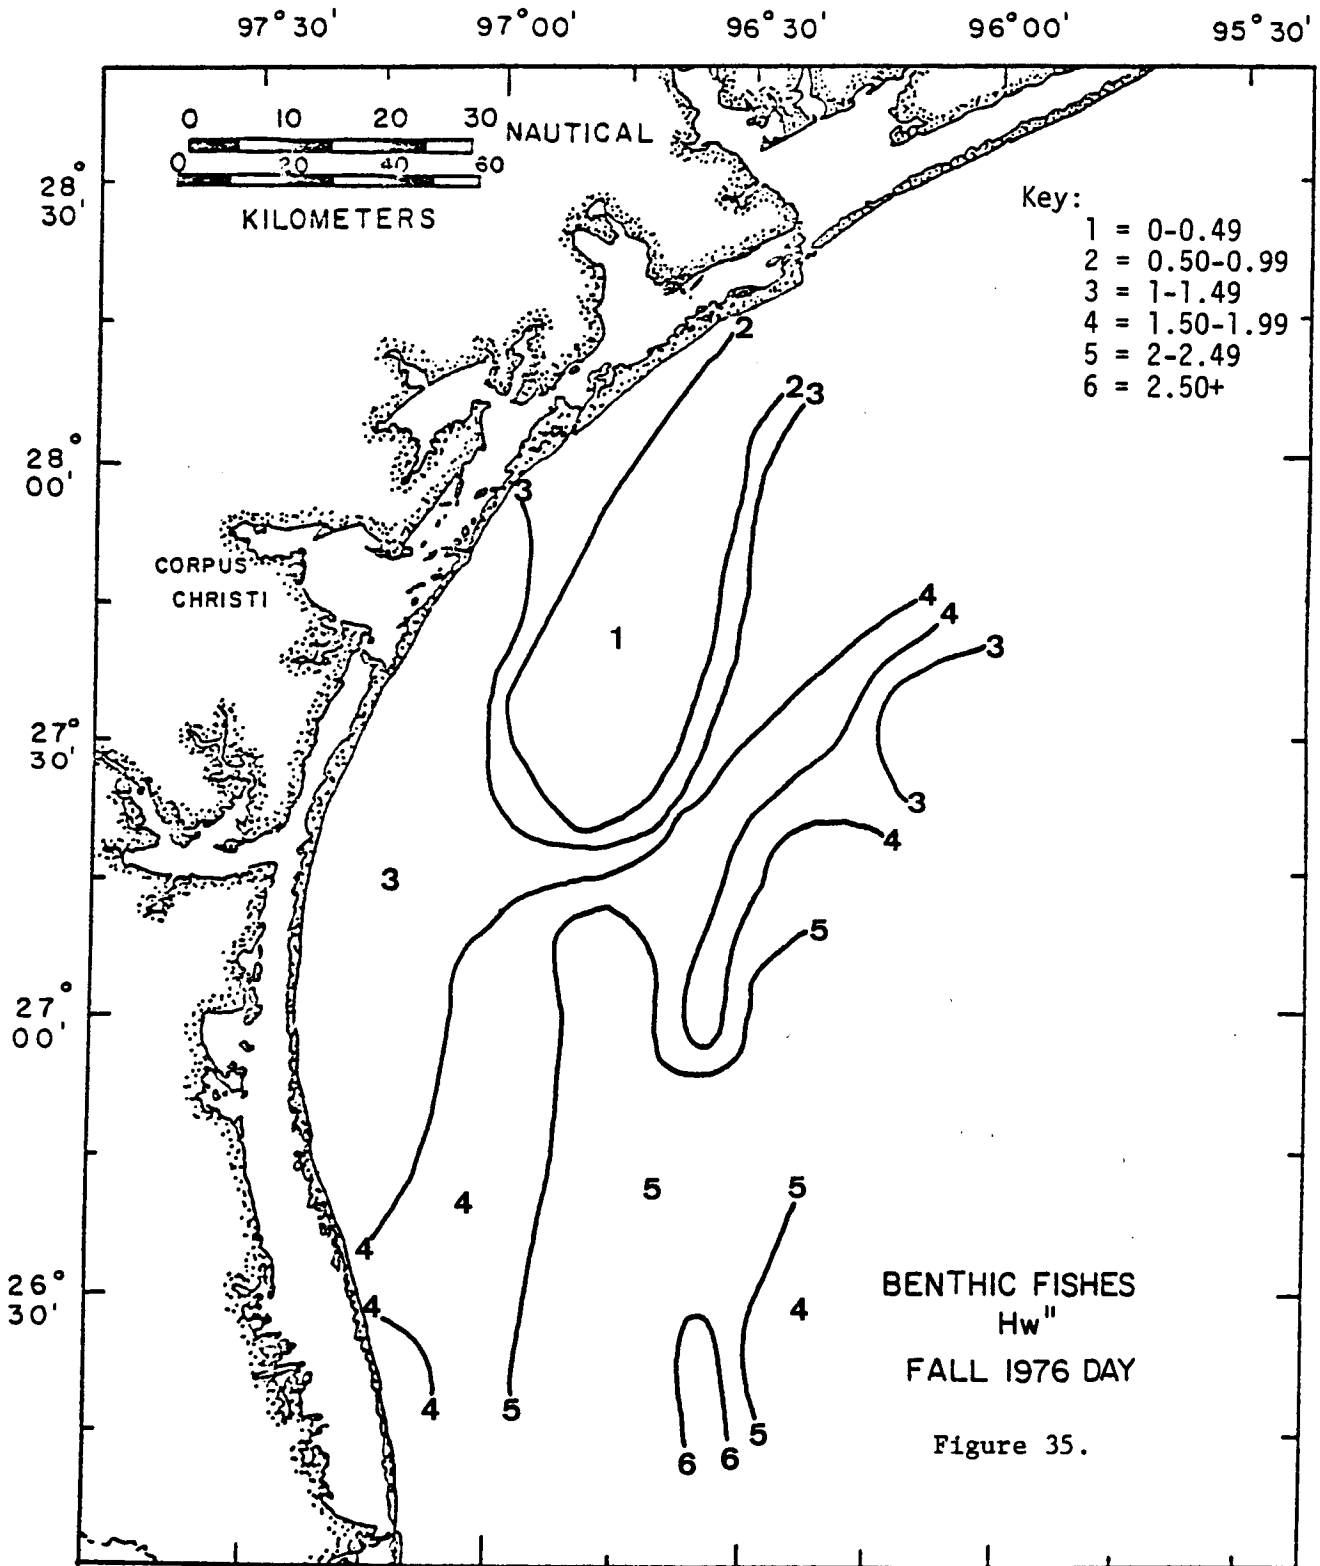 97°30' 97°00' 96°30' 96°00' 95°30'
0 10 20 30 NAUTICAL
0 20 40 60
KILOMETERS
28°
30'
Key:
1 = 0-0.49
2 = 0.50-0.99
3 = 1-1.49
4 = 1.50-1.99
5 = 2-2.49
6 = 2.50+
2
2 3
28°
00'
3
CORPUS
CHRISTI
4
4
1
3
27°
30'
3
4
3
5
27°
00'
5
5
4
4
26°
30'
4
4
BENTHIC FISHES
Hw"
FALL 1976 DAY
4
5
5
6
6
Figure 35.